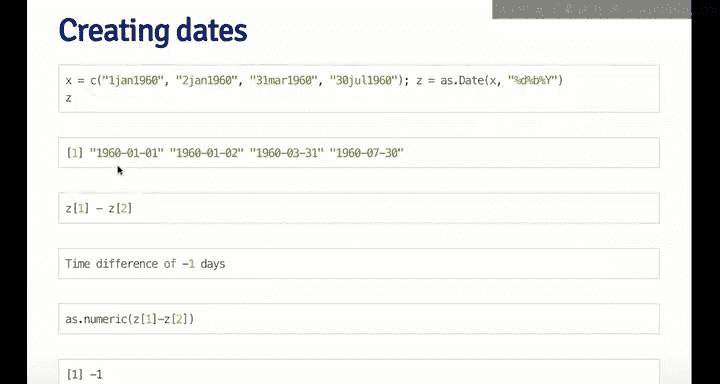 Creating dates
x = c("1jan1960", "2jan1960", "31mar1960", "30jul1960"); z = as.Date(x, "%d%b%Y")
z
[1] "1960-01-01" "1960-01-02" "1960-03-31" "1960-07-30"
z[1] - z[2]
Time difference of -1 days
as.numeric(z[1]-z[2])
[1] -1